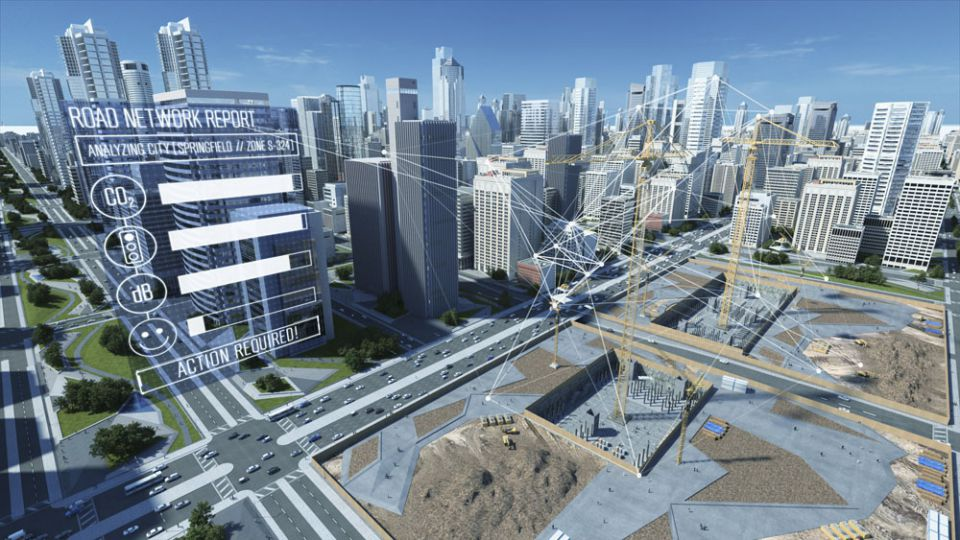 ROAD NETWORK REPORT
ANALYZING CITY [SPRINGFIELD // ZONE S-324]
CO2
dB
ACTION REQUIRED!